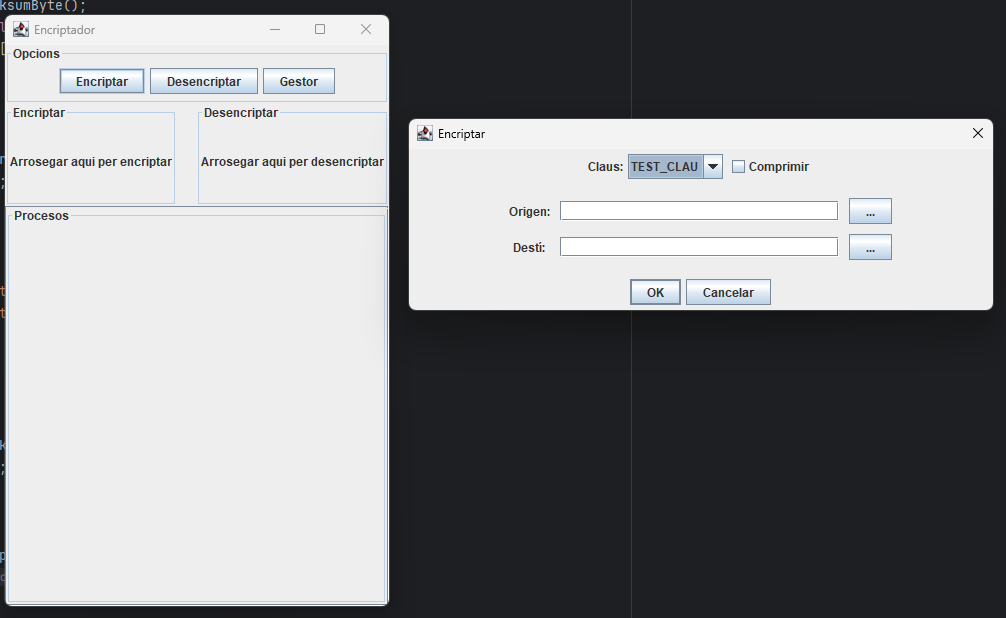 ksumByte();
Encriptador
Opcions
Encriptar Desencriptar Gestor
Encriptar Desencriptar
Arrosegar aqui per encriptar Arrosegar aqui per desencriptar
Procesos
Encriptar
Claus: TEST_CLAU Comprimir
Origen: ...
Desti: ...
OK Cancelar